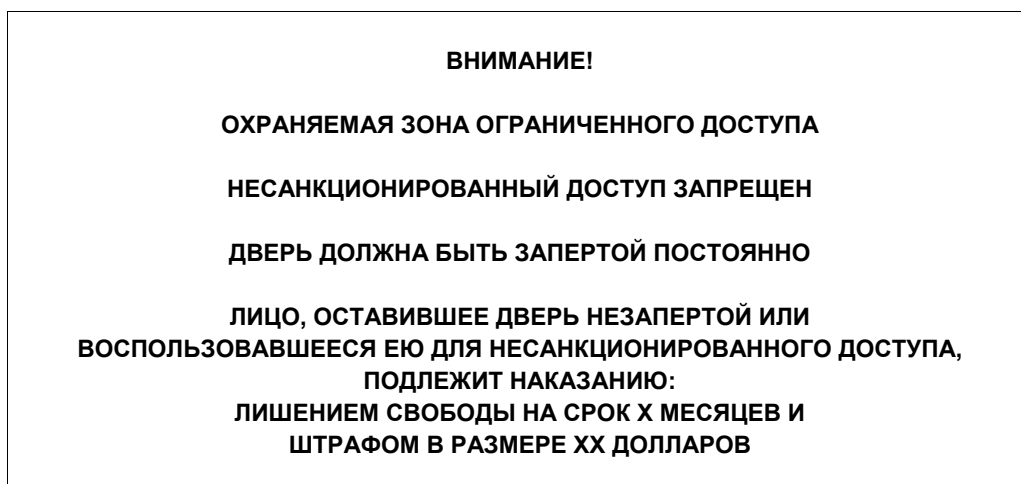 ВНИМАНИЕ!
ОХРАНЯЕМАЯ ЗОНА ОГРАНИЧЕННОГО ДОСТУПА
НЕСАНКЦИОНИРОВАННЫЙ ДОСТУП ЗАПРЕЩЕН
ДВЕРЬ ДОЛЖНА БЫТЬ ЗАПЕРТОЙ ПОСТОЯННО
ЛИЦО, ОСТАВИВШЕЕ ДВЕРЬ НЕЗАПЕРТОЙ ИЛИ
ВОСПОЛЬЗОВАВШЕЕСЯ ЕЮ ДЛЯ НЕСАНКЦИОНИРОВАННОГО ДОСТУПА,
ПОДЛЕЖИТ НАКАЗАНИЮ:
ЛИШЕНИЕМ СВОБОДЫ НА СРОК X МЕСЯЦЕВ И
ШТРАФОМ В РАЗМЕРЕ XX ДОЛЛАРОВ